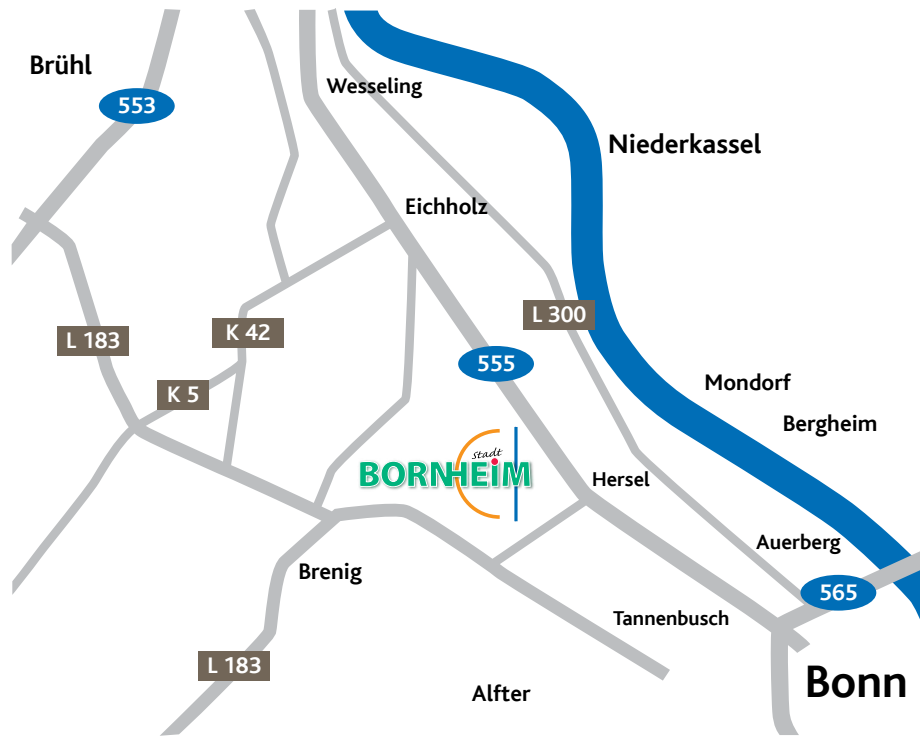 Brühl
Wesseling
553
Niederkassel
Eichholz
L 300
K 42
L 183
555
K 5
Mondorf
Bergheim
Stadt
BORNHEIM
Hersel
Auerberg
Brenig
565
Tannenbusch
L 183
Bonn
Alfter